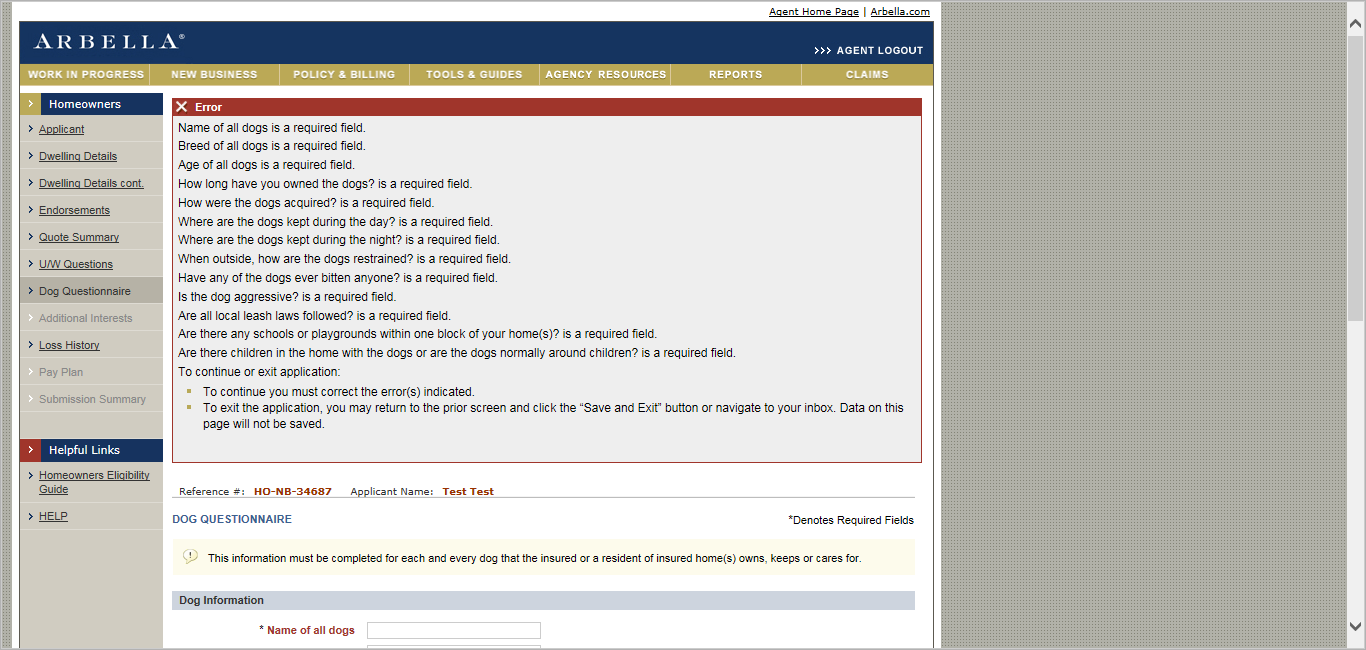 Agent Home Page | Arbella.com
ARBELLA®
>>> AGENT LOGOUT
WORK IN PROGRESS NEW BUSINESS POLICY & BILLING TOOLS & GUIDES AGENCY RESOURCES REPORTS CLAIMS
Homeowners
Applicant
Dwelling Details
Dwelling Details cont.
Endorsements
Quote Summary
U/W Questions
Dog Questionnaire
Additional Interests
Loss History
Pay Plan
Submission Summary
Helpful Links
Homeowners Eligibility
Guide
HELP
Error
Name of all dogs is a required field.
Breed of all dogs is a required field.
Age of all dogs is a required field.
How long have you owned the dogs? is a required field.
How were the dogs acquired? is a required field.
Where are the dogs kept during the day? is a required field.
Where are the dogs kept during the night? is a required field.
When outside, how are the dogs restrained? is a required field.
Have any of the dogs ever bitten anyone? is a required field.
Is the dog aggressive? is a required field.
Are all local leash laws followed? is a required field.
Are there any schools or playgrounds within one block of your home(s)? is a required field.
Are there children in the home with the dogs or are the dogs normally around children? is a required field.
To continue or exit application:
To continue you must correct the error(s) indicated.
To exit the application, you may return to the prior screen and click the “Save and Exit” button or navigate to your inbox. Data on
this page will not be saved.
Reference #: HO-NB-34687 Applicant Name: Test Test
DOG QUESTIONNAIRE *Denotes Required Fields
This information must be completed for each and every dog that the insured or a resident of insured home(s) owns, keeps or cares for.
Dog Information
* Name of all dogs